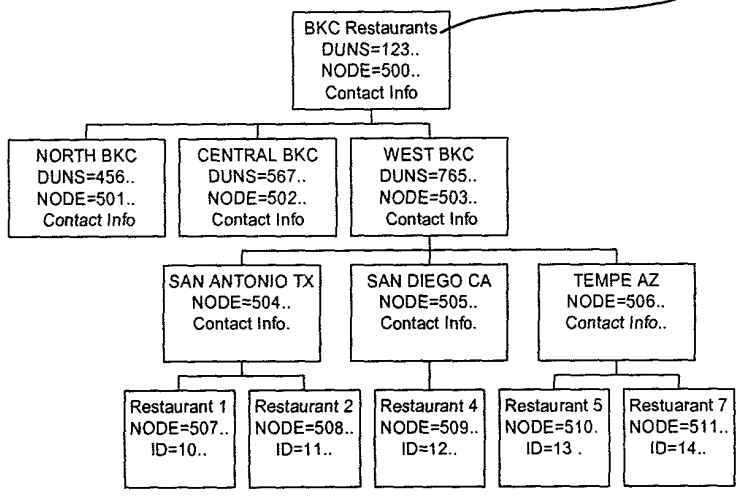 BKC Restaurants
DUNS=123..
NODE=500..
Contact Info
NORTH BKC
DUNS=456..
NODE=501..
Contact Info
CENTRAL BKC
DUNS=567..
NODE=502..
Contact Info
WEST BKC
DUNS=765..
NODE=503..
Contact Info
SAN ANTONIO TX
NODE=504..
Contact Info.
SAN DIEGO CA
NODE=505..
Contact Info.
TEMPE AZ
NODE=506..
Contact Info..
Restaurant 1
NODE=507..
ID=10..
Restaurant 2
NODE=508..
ID=11..
Restaurant 4
NODE=509..
ID=12..
Restaurant 5
NODE=510.
ID=13 .
Restuarant 7
NODE=511..
ID=14..